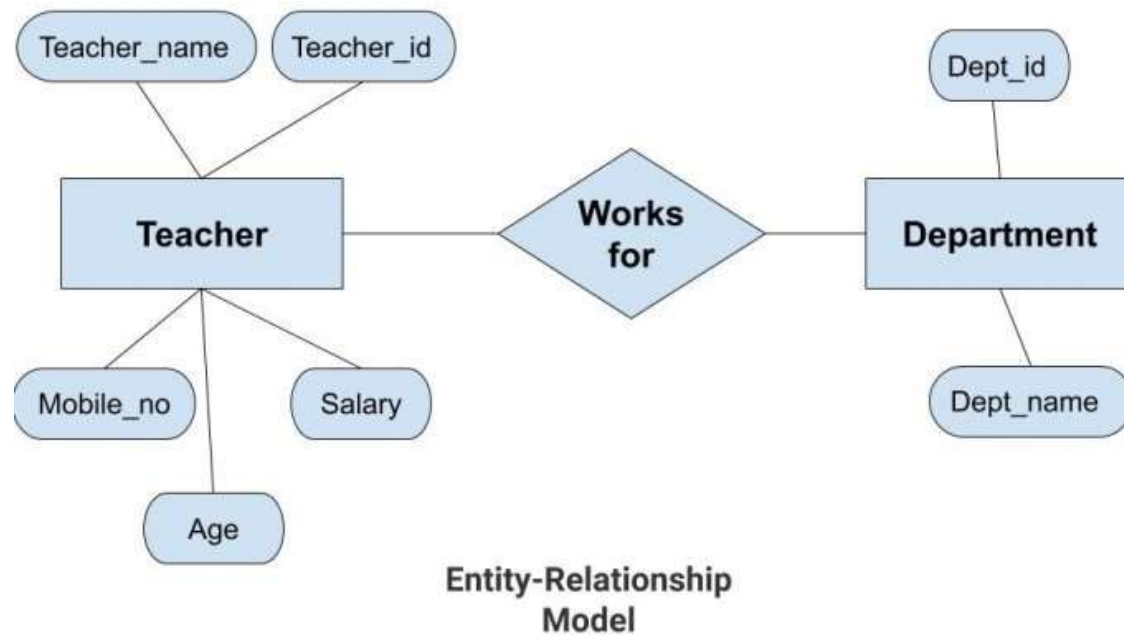 Teacher_name
Teacher_id
Dept_id
Teacher
Works
for
Department
Mobile_no
Salary
Dept_name
Age
Entity-Relationship
Model